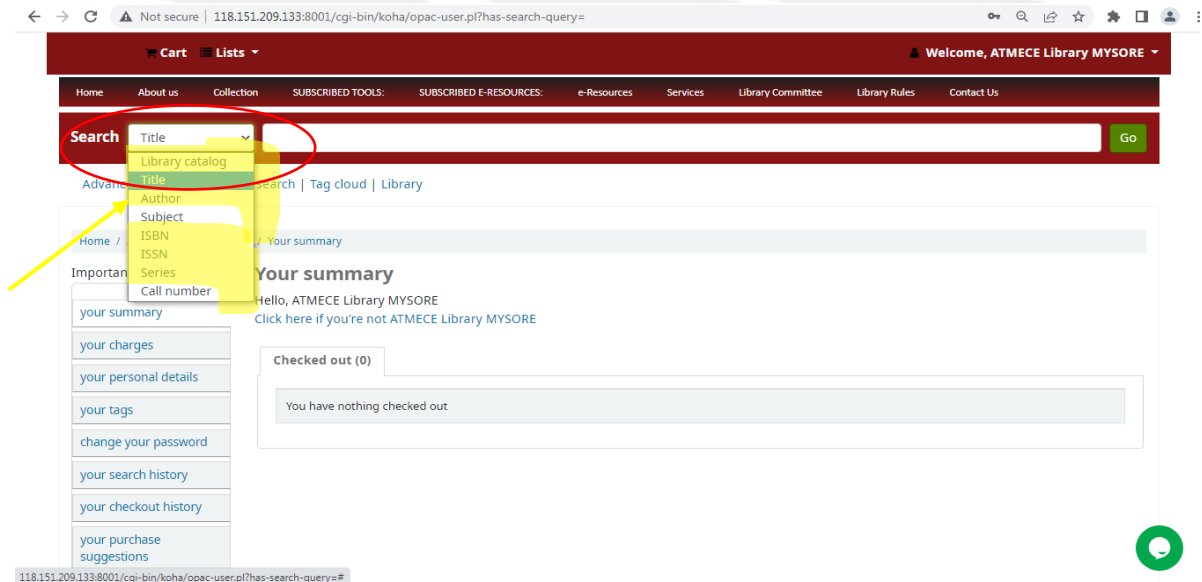 Not secure | 118.151.209.133:8001/cgi-bin/koha/opac-user.pl?has-search-query=
Cart Lists Welcome, ATMECE Library MYSORE
Home About us Collection SUBSCRIBED TOOLS: SUBSCRIBED E-RESOURCES: e-Resources Services Library Committee Library Rules Contact Us
Search Title Go
Library catalog
Title
Author
Subject
ISBN
ISSN
Series
Call number
Advan search | Tag cloud | Library
Home / / Your summary
Importan
your summary
your charges
your personal details
your tags
change your password
your search history
your checkout history
your purchase
suggestions
Your summary
Hello, ATMECE Library MYSORE
Click here if you're not ATMECE Library MYSORE
Checked out (0)
You have nothing checked out
118.151.209.133:8001/cgi-bin/koha/opac-user.pl?has-search-query=#